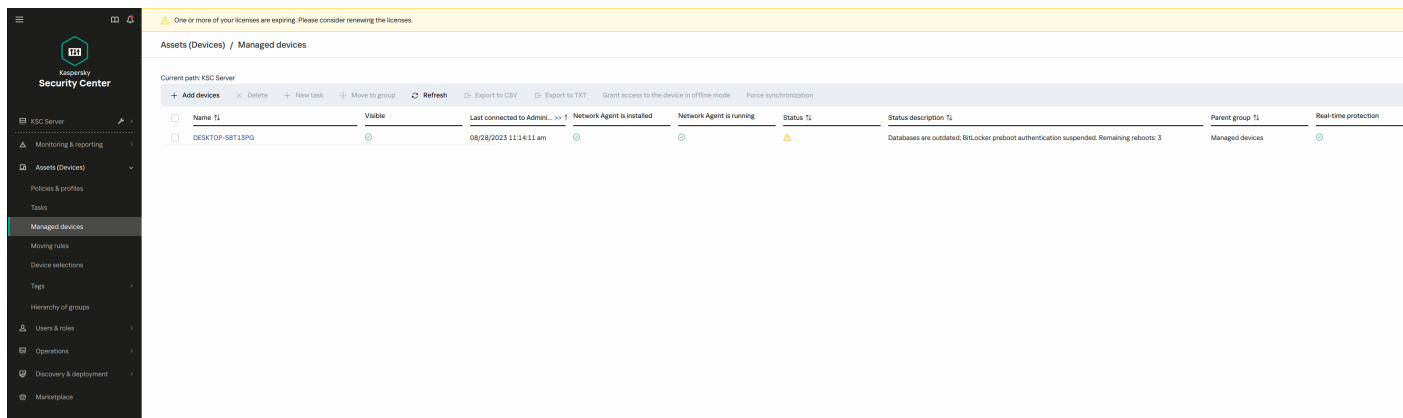 One or more of your licenses are expiring. Please consider renewing the licenses.
Kaspersky
Security Center
KSC Server
Monitoring & reporting
Assets (Devices)
Policies & profiles
Tasks
Managed devices
Moving rules
Device selections
Tags
Hierarchy of groups
Users & roles
Operations
Discovery & deployment
Marketplace
Assets (Devices) / Managed devices
Current path: KSC Server
+ Add devices × Delete + New task Move to group Refresh Export to CSV Export to TXT Grant access to the device in offline mode Force synchronization
Name ↑↓ Visible Last connected to Admini... >> ↑ Network Agent is installed Network Agent is running Status ↑↓ Status description ↑↓ Parent group ↑↓ Real-time protection
DESKTOP-58T13PG 08/28/2023 11:14:11 am Databases are outdated; BitLocker preboot authentication suspended. Remaining reboots: 3 Managed devices